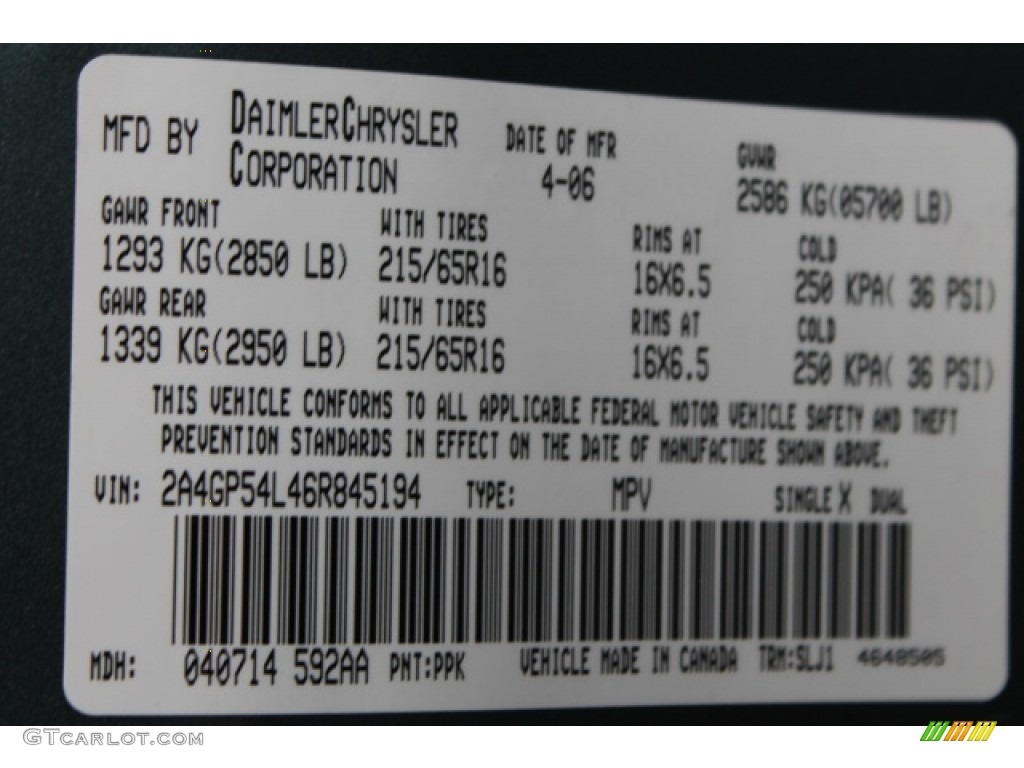 MFD BY DAIMLERCHRYSLER CORPORATION
DATE OF MFR 4-06
GVWR 2586 KG(05700 LB)
GAWR FRONT WITH TIRES RIMS AT COLD
1293 KG(2850 LB) 215/65R16 16X6.5 250 KPA( 36 PSI)
GAWR REAR WITH TIRES RIMS AT COLD
1339 KG(2950 LB) 215/65R16 16X6.5 250 KPA( 36 PSI)
THIS VEHICLE CONFORMS TO ALL APPLICABLE FEDERAL MOTOR VEHICLE SAFETY AND THEFT
PREVENTION STANDARDS IN EFFECT ON THE DATE OF MANUFACTURE SHOWN ABOVE.
VIN: 2A4GP54L46R845194 TYPE: MPV SINGLE X DUAL
MDH: 040714 592AA PNT:PPK VEHICLE MADE IN CANADA TRM:SLJ1 4648505
GTCARLOT.COM